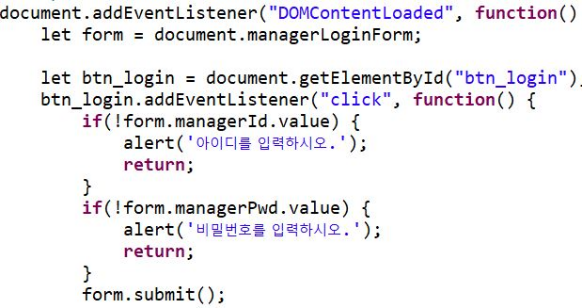 document.addEventListener("DOMContentLoaded", function()
let form = document.managerLoginForm;
let btn_login = document.getElementById("btn_login")
btn_login.addEventListener("click", function() {
if(!form.managerId.value) {
alert('아이디를 입력하시오.');
return;
}
if(!form.managerPwd.value) {
alert('비밀번호를 입력하시오.');
return;
}
form.submit();